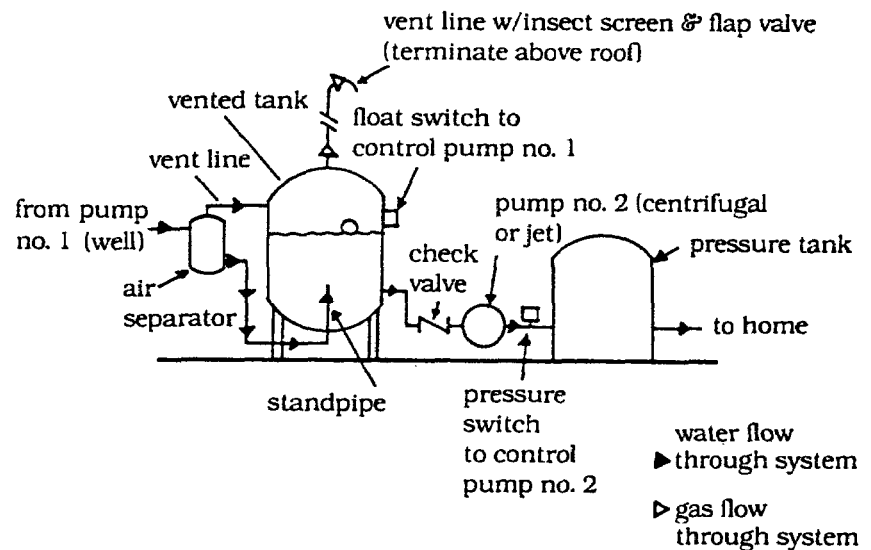 vent line w/insect screen & flap valve
(terminate above roof)
vented tank
float switch to
control pump no. 1
vent line
from pump
no. 1 (well)
pump no. 2 (centrifugal
or jet)
pressure tank
check
valve
air
separator
to home
standpipe
pressure
switch
to control
pump no. 2
water flow
through system
gas flow
through system